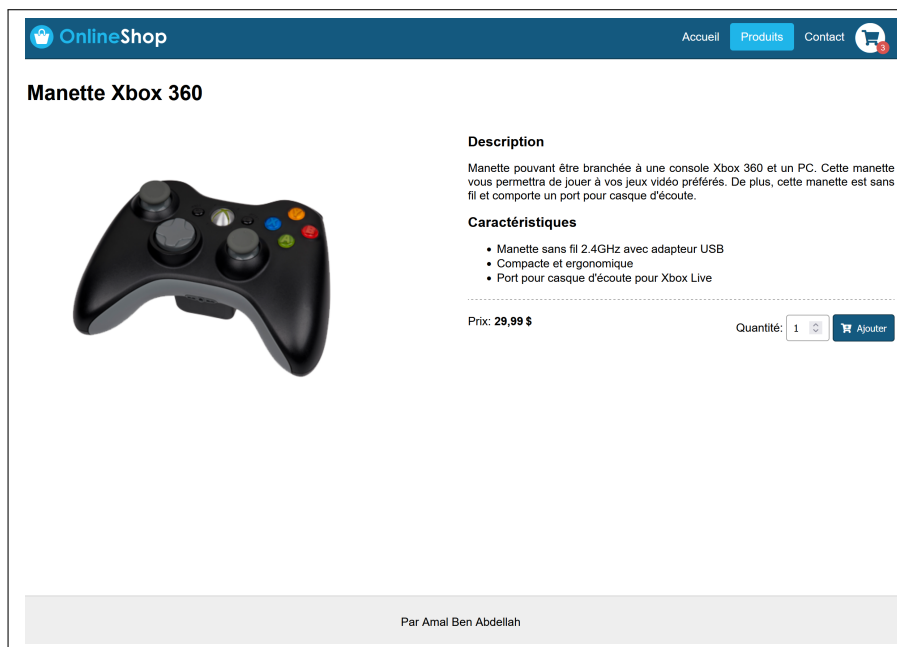 OnlineShop
Accueil
Produits
Contact
3
Manette Xbox 360
Description
Manette pouvant être branchée à une console Xbox 360 et un PC. Cette manette
vous permettra de jouer à vos jeux vidéo préférés. De plus, cette manette est sans
fil et comporte un port pour casque d'écoute.
Caractéristiques
Manette sans fil 2.4GHz avec adapteur USB
Compacte et ergonomique
Port pour casque d'écoute pour Xbox Live
Prix: 29,99 $
Quantité: 1 Ajouter
Par Amal Ben Abdellah